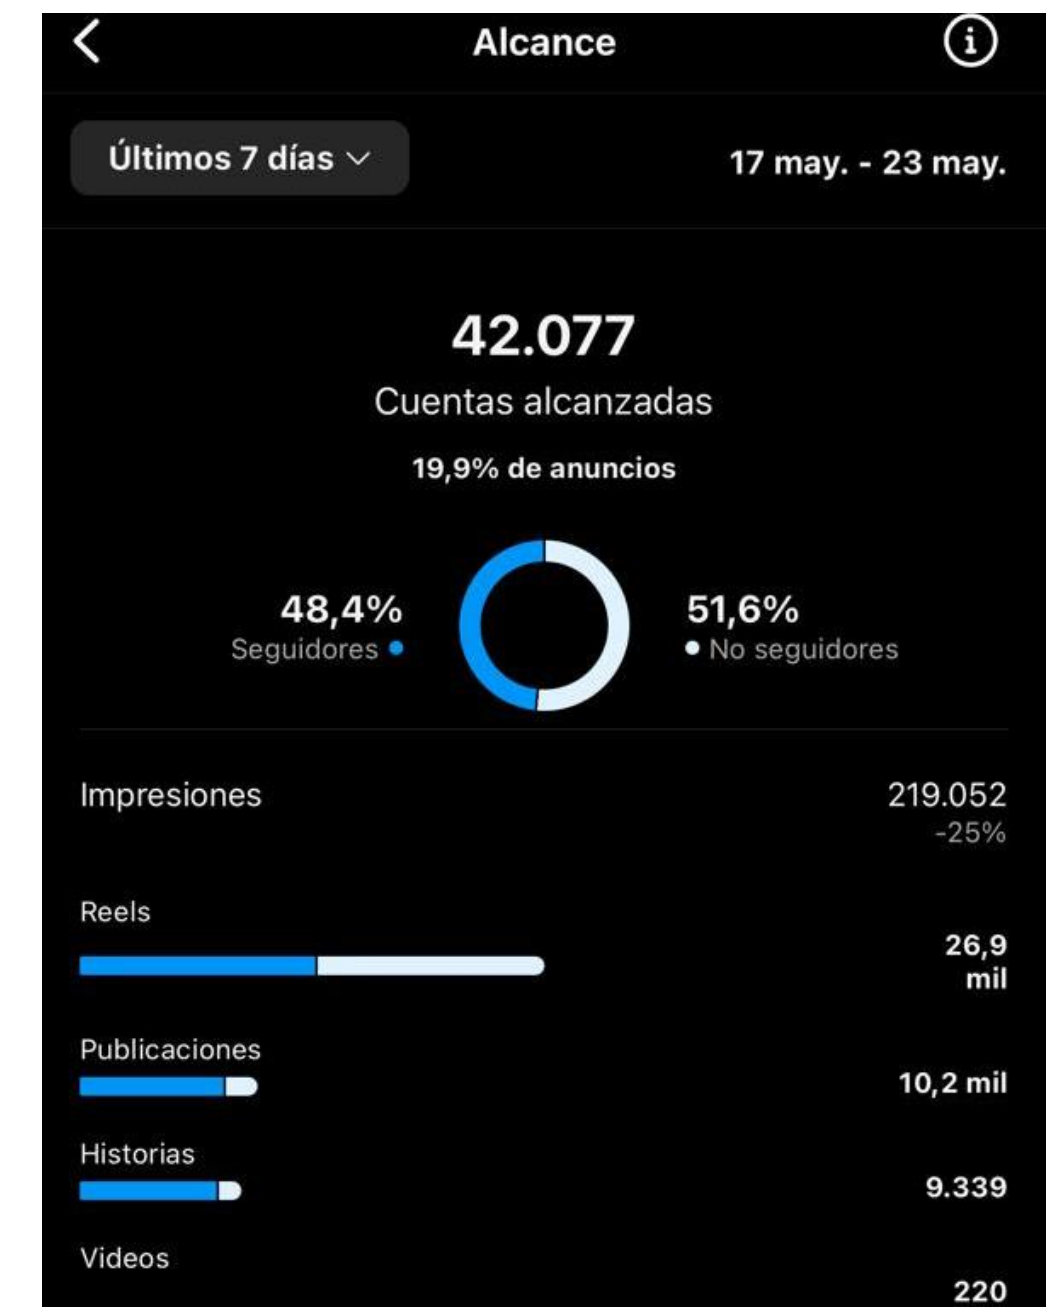 Alcance
Últimos 7 días
17 may. - 23 may.
42.077
Cuentas alcanzadas
19,9% de anuncios
48,4%
Seguidores
51,6%
No seguidores
Impresiones
219.052
-25%
Reels
26,9
mil
Publicaciones
10,2 mil
Historias
9.339
Videos
220